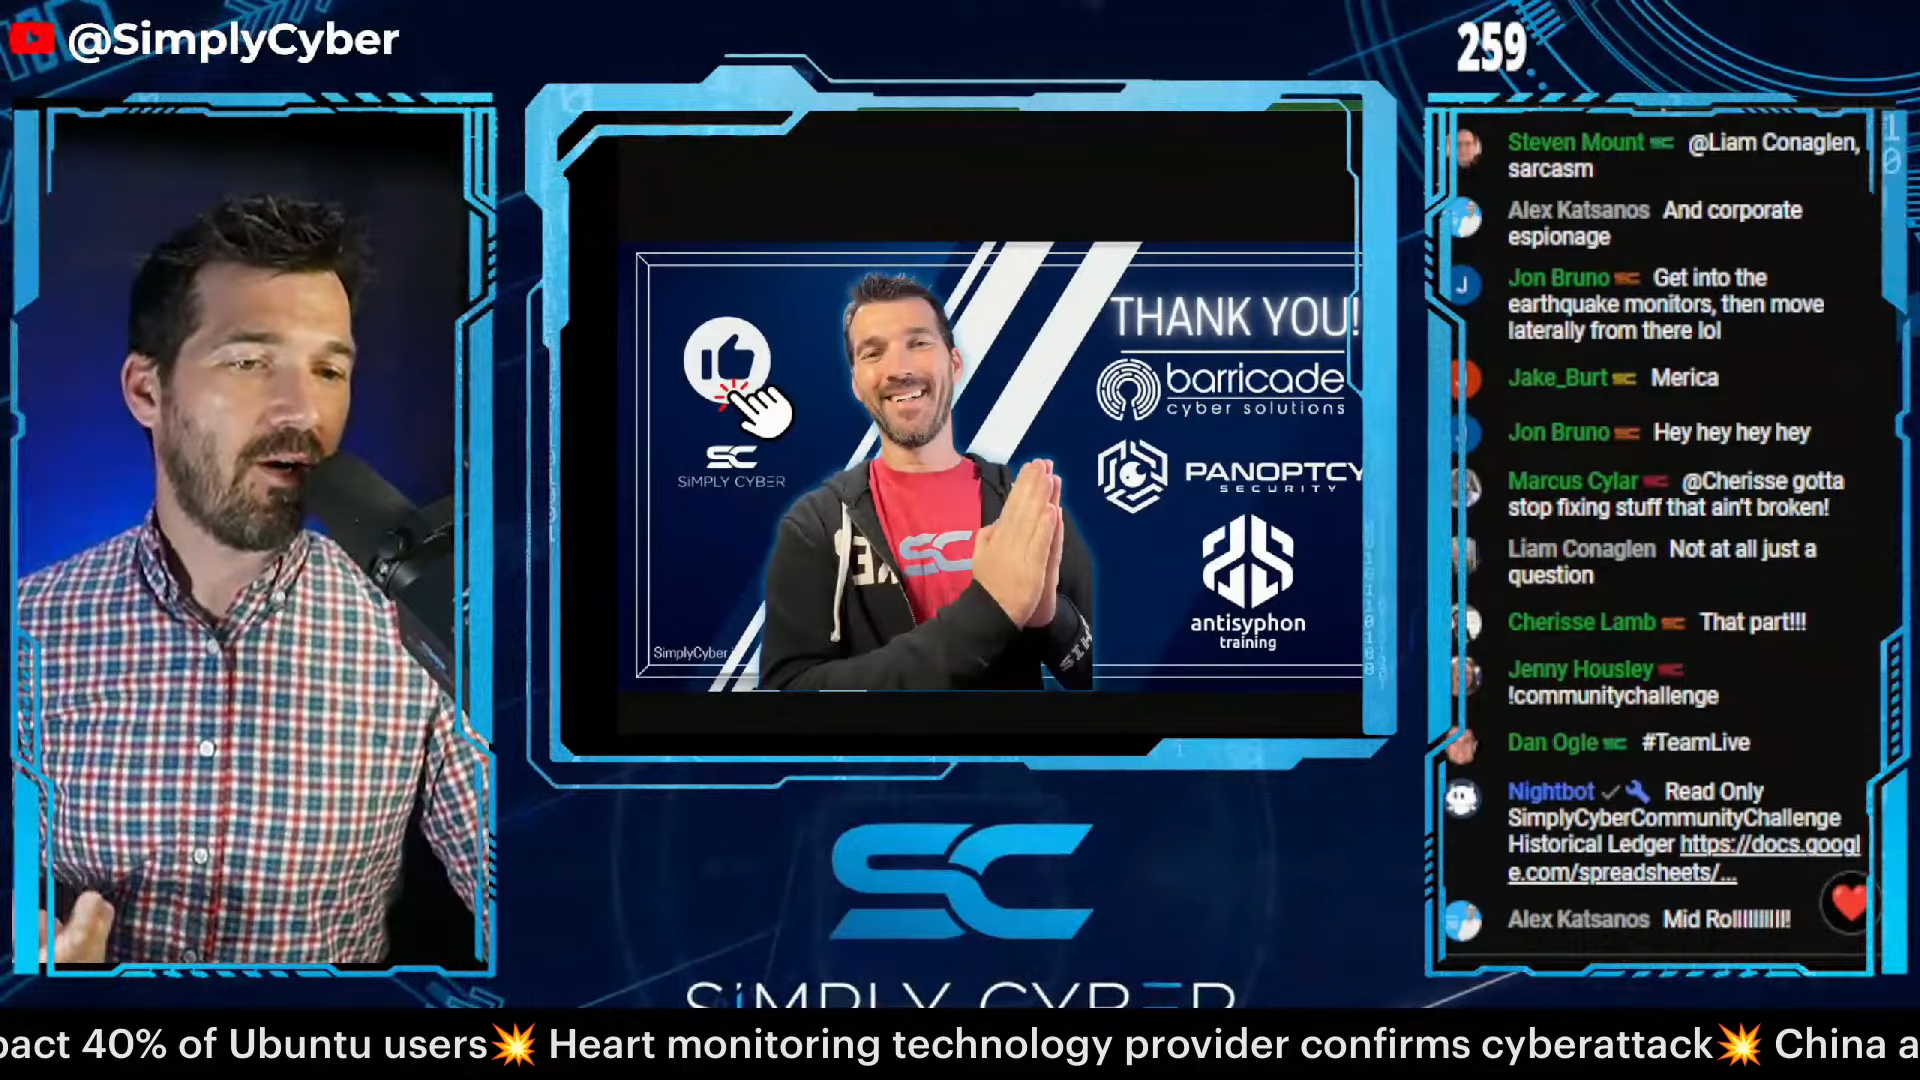 @SimplyCyber
259
SC
SIMPLY CYBER
SimplyCyber
THANK YOU!
barricade
cyber solutions
PANOPTCY
SECURITY
antisyphon
training
SC
SIMPLY CYBER
Steven Mount @Liam Conaglen,
sarcasm
Alex Katsanos And corporate
espionage
J
Jon Bruno Get into the
earthquake monitors, then move
laterally from there lol
Jake_Burt Merica
Jon Bruno Hey hey hey hey
Marcus Cylar @Cherisse gotta
stop fixing stuff that ain't broken!
Liam Conaglen Not at all just a
question
Cherisse Lamb That part!!!
Jenny Housley
!communitychallenge
Dan Ogle #TeamLive
Nightbot Read Only
SimplyCyberCommunityChallenge
Historical Ledger https://docs.googl
e.com/spreadsheets/...
Alex Katsanos Mid Rollllllllll!
pact 40% of Ubuntu users💥 Heart monitoring technology provider confirms cyberattack💥 China a